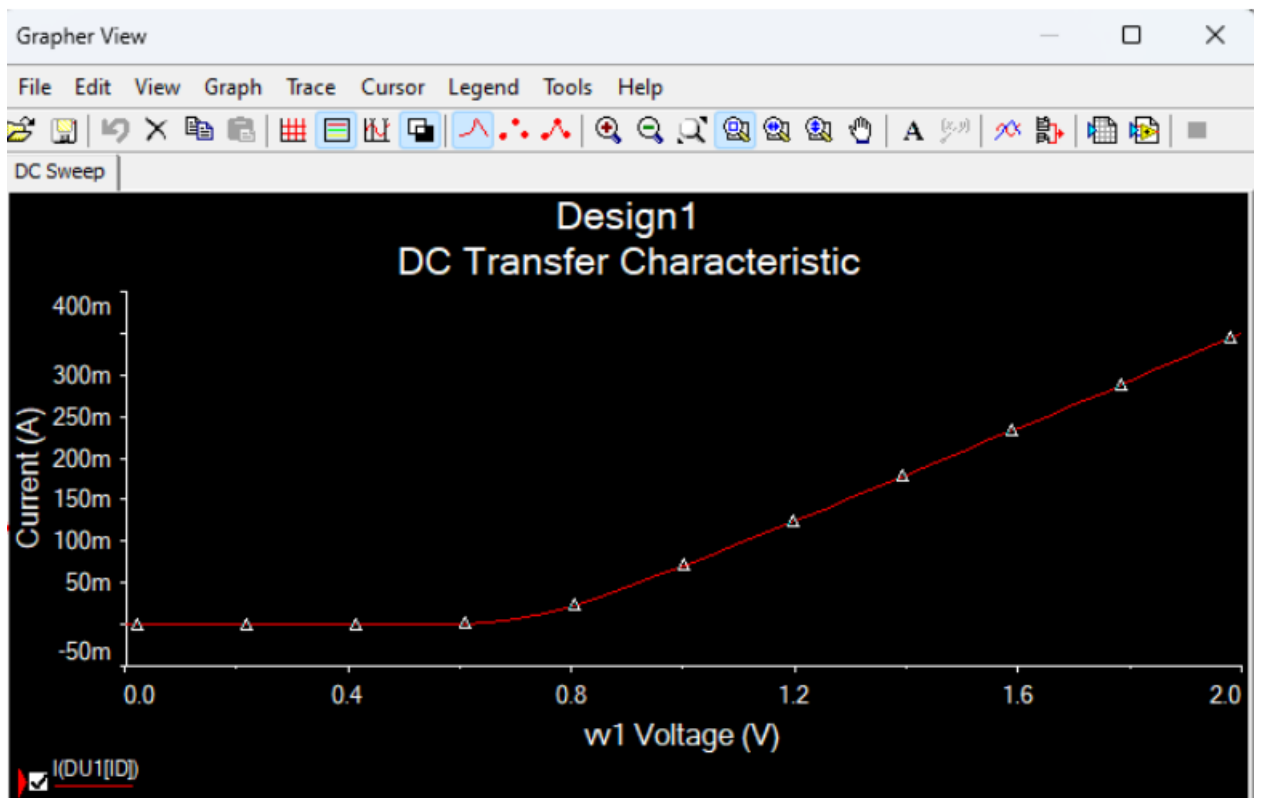 Grapher View
File Edit View Graph Trace Cursor Legend Tools Help
A (x,y)
DC Sweep
Design1
DC Transfer Characteristic
400m
300m
250m
200m
150m
100m
50m
-50m
Current (A)
0.0 0.4 0.8 1.2 1.6 2.0
vv1 Voltage (V)
I(DU1[ID])